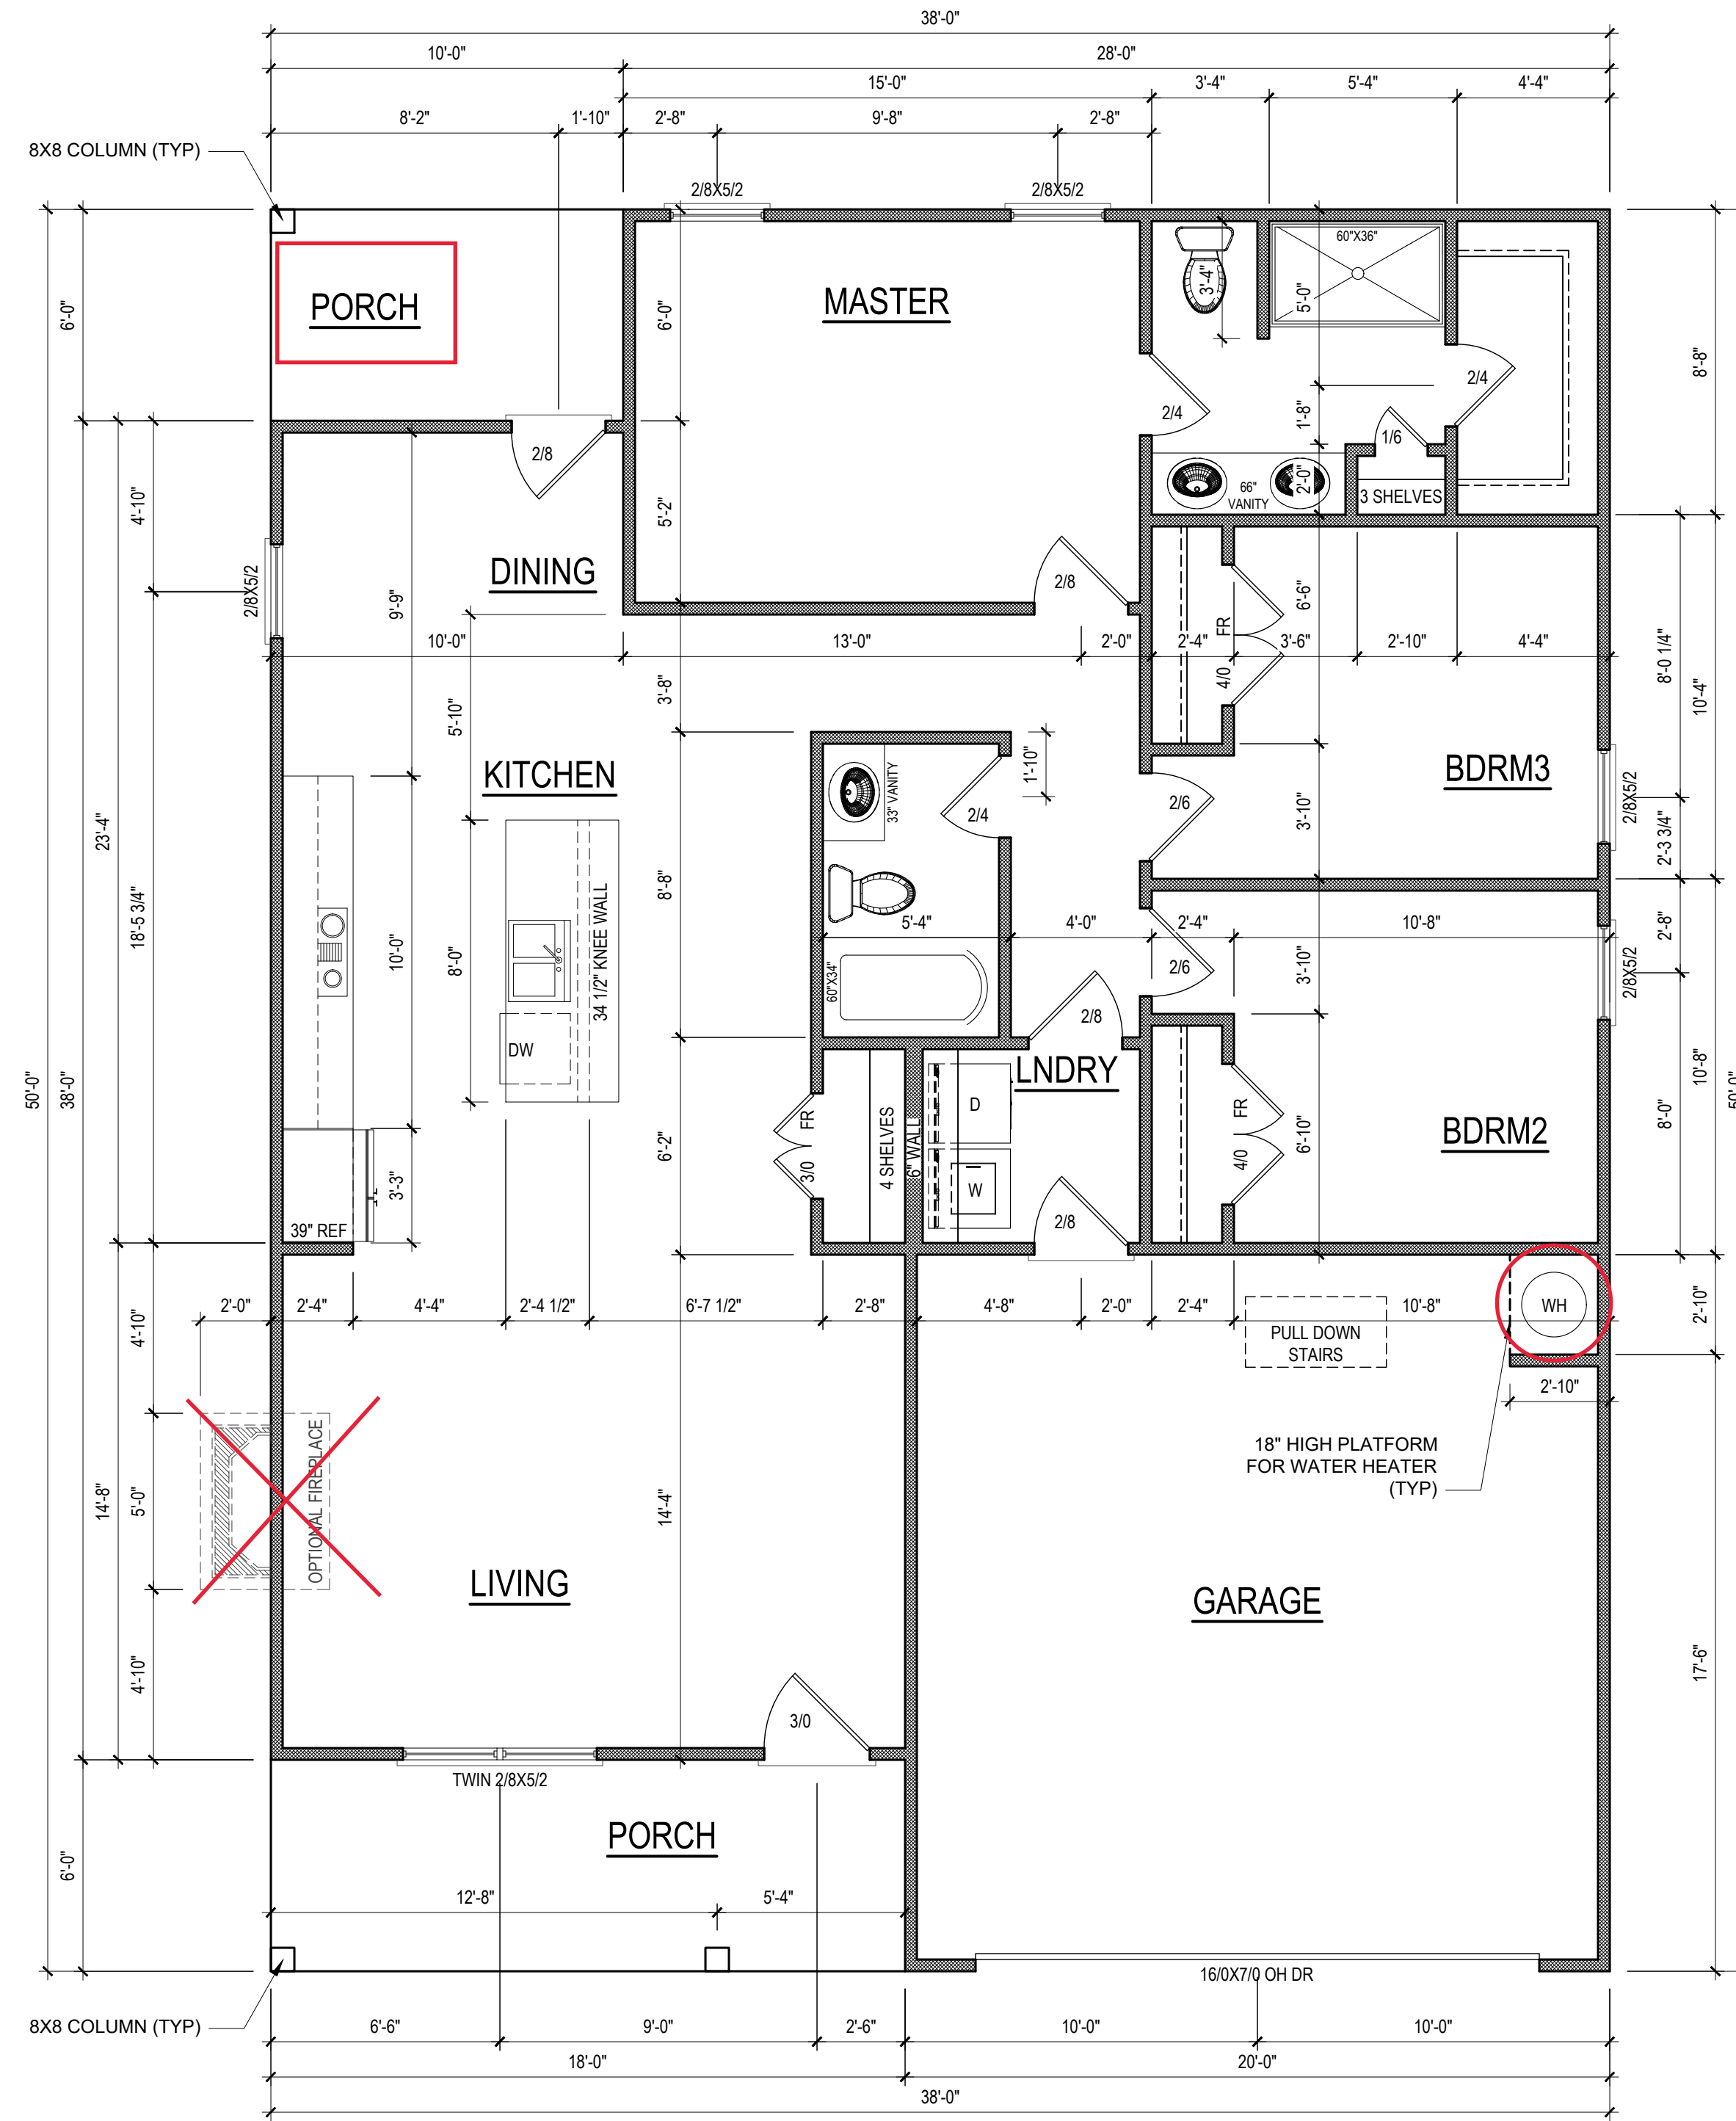 38'-0"
10'-0"
28'-0"
15'-0"
3'-4"
5'-4"
4'-4"
8'-2"
1'-10"
2'-8"
9'-8"
2'-8"
8X8 COLUMN (TYP)
2/8X5/2
2/8X5/2
60"X36"
PORCH
MASTER
6'-0"
6'-0"
3'-4"
5'-0"
8'-8"
2/4
2/4
1'-8"
1/6
2/8
4'-10"
5'-2"
2'-0"
66"
VANITY
3 SHELVES
DINING
2/8X5/2
9'-9"
2/8
6'-6"
FR
4/0
10'-0"
13'-0"
2'-0"
2'-4"
3'-6"
2'-10"
4'-4"
8'-0 1/4"
10'-4"
5'-10"
3'-8"
KITCHEN
33" VANITY
1'-10"
2/4
2/6
3'-10"
BDRM3
2/8X5/2
2'-3 3/4"
23'-4"
18'-5 3/4"
10'-0"
8'-0"
34 1/2" KNEE WALL
8'-8"
5'-4"
4'-0"
2'-4"
10'-8"
2'-8"
60"X34"
2/6
3'-10"
2/8X5/2
2/8
DW
LNDRY
50'-0"
38'-0"
10'-8"
50'-0"
8'-0"
D
FR
3/0
4 SHELVES
6" WALL
6'-2"
W
FR
4/0
6'-10"
BDRM2
3'-3"
39" REF
2/8
2'-0"
2'-4"
4'-4"
2'-4 1/2"
6'-7 1/2"
2'-8"
4'-8"
2'-0"
2'-4"
10'-8"
WH
2'-10"
4'-10"
PULL DOWN
STAIRS
2'-10"
18" HIGH PLATFORM
FOR WATER HEATER
(TYP)
14'-8"
5'-0"
OPTIONAL FIREPLACE
14'-4"
LIVING
GARAGE
4'-10"
17'-6"
3/0
TWIN 2/8X5/2
PORCH
6'-0"
12'-8"
5'-4"
16/0X7/0 OH DR
8X8 COLUMN (TYP)
6'-6"
9'-0"
2'-6"
10'-0"
10'-0"
18'-0"
20'-0"
38'-0"